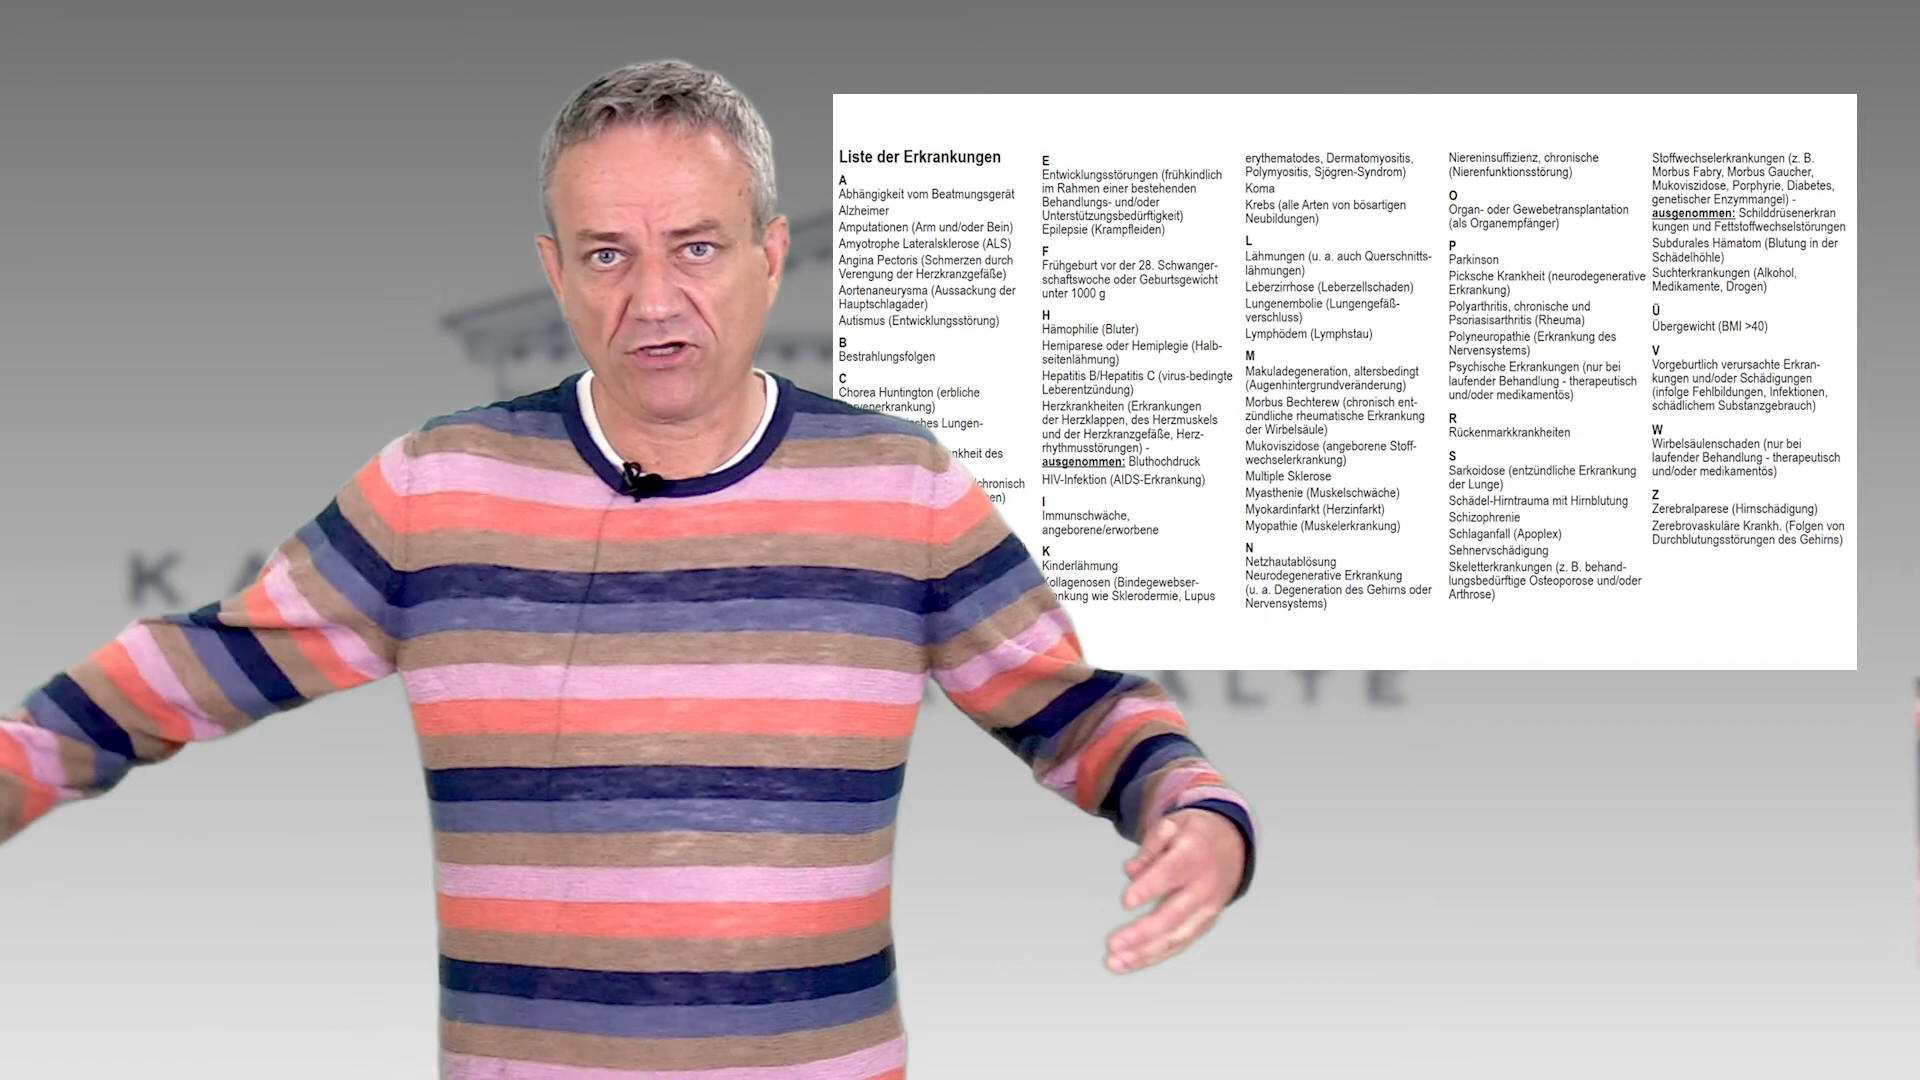 Liste der Erkrankungen
A
Abhängigkeit vom Beatmungsgerät
Alzheimer
Amputationen (Arm und/oder Bein)
Amyotrophe Lateralsklerose (ALS)
Angina Pectoris (Schmerzen durch
Verengung der Herzkranzgefäße)
Aortenaneurysma (Aussackung der
Hauptschlagader)
Autismus (Entwicklungsstörung)
B
Bestrahlungsfolgen
C
Chorea Huntington (erbliche
Lungen-
des
chronisch
E
Entwicklungsstörungen (frühkindlich
im Rahmen einer bestehenden
Behandlungs- und/oder
Unterstützungsbedürftigkeit)
Epilepsie (Krampfleiden)
F
Frühgeburt vor der 28. Schwanger-
schaftswoche oder Geburtsgewicht
unter 1000 g
H
Hämophilie (Bluter)
Hemiparese oder Hemiplegie (Halb-
seitenlähmung)
Hepatitis B/Hepatitis C (virus-bedingte
Leberentzündung)
Herzkrankheiten (Erkrankungen
der Herzklappen, des Herzmuskels
und der Herzkranzgefäße, Herz-
rhythmusstörungen) -
ausgenommen: Bluthochdruck
HIV-Infektion (AIDS-Erkrankung)
I
Immunschwäche,
angeborene/erworbene
K
Kinderlähmung
Kollagenosen (Bindegewebser-
wie Sklerodermie, Lupus
erythematodes, Dermatomyositis,
Polymyositis, Sjögren-Syndrom)
Koma
Krebs (alle Arten von bösartigen
Neubildungen)
L
Lähmungen (u. a. auch Querschnitts-
lähmungen)
Leberzirrhose (Leberzellschaden)
Lungenembolie (Lungengefäß-
verschluss)
Lymphödem (Lymphstau)
M
Makuladegeneration, altersbedingt
(Augenhintergrundveränderung)
Morbus Bechterew (chronisch ent-
zündliche rheumatische Erkrankung
der Wirbelsäule)
Mukoviszidose (angeborene Stoff-
wechselerkrankung)
Multiple Sklerose
Myasthenie (Muskelschwäche)
Myokardinfarkt (Herzinfarkt)
Myopathie (Muskelerkrankung)
N
Netzhautablösung
Neurodegenerative Erkrankung
(u. a. Degeneration des Gehirns oder
Nervensystems)
Niereninsuffizienz, chronische
(Nierenfunktionsstörung)
O
Organ- oder Gewebetransplantation
(als Organempfänger)
P
Parkinson
Picksche Krankheit (neurodegenerative
Erkrankung)
Polyarthritis, chronische und
Psoriasisarthritis (Rheuma)
Polyneuropathie (Erkrankung des
Nervensystems)
Psychische Erkrankungen (nur bei
laufender Behandlung - therapeutisch
und/oder medikamentös)
R
Rückenmarkkrankheiten
S
Sarkoidose (entzündliche Erkrankung
der Lunge)
Schädel-Hirntrauma mit Hirnblutung
Schizophrenie
Schlaganfall (Apoplex)
Sehnervschädigung
Skeletterkrankungen (z. B. behand-
lungsbedürftige Osteoporose und/oder
Arthrose)
Stoffwechselerkrankungen (z. B.
Morbus Fabry, Morbus Gaucher,
Mukoviszidose, Porphyrie, Diabetes,
genetischer Enzymmangel) -
ausgenommen: Schilddrüsenerkran
kungen und Fettstoffwechselstörungen
Subdurales Hämatom (Blutung in der
Schädelhöhle)
Suchterkrankungen (Alkohol,
Medikamente, Drogen)
Ü
Übergewicht (BMI >40)
V
Vorgeburtlich verursachte Erkran-
kungen und/oder Schädigungen
(infolge Fehlbildungen, Infektionen,
schädlichem Substanzgebrauch)
W
Wirbelsäulenschaden (nur bei
laufender Behandlung - therapeutisch
und/oder medikamentös)
Z
Zerebralparese (Hirnschädigung)
Zerebrovaskuläre Krankh. (Folgen von
Durchblutungsstörungen des Gehirns)